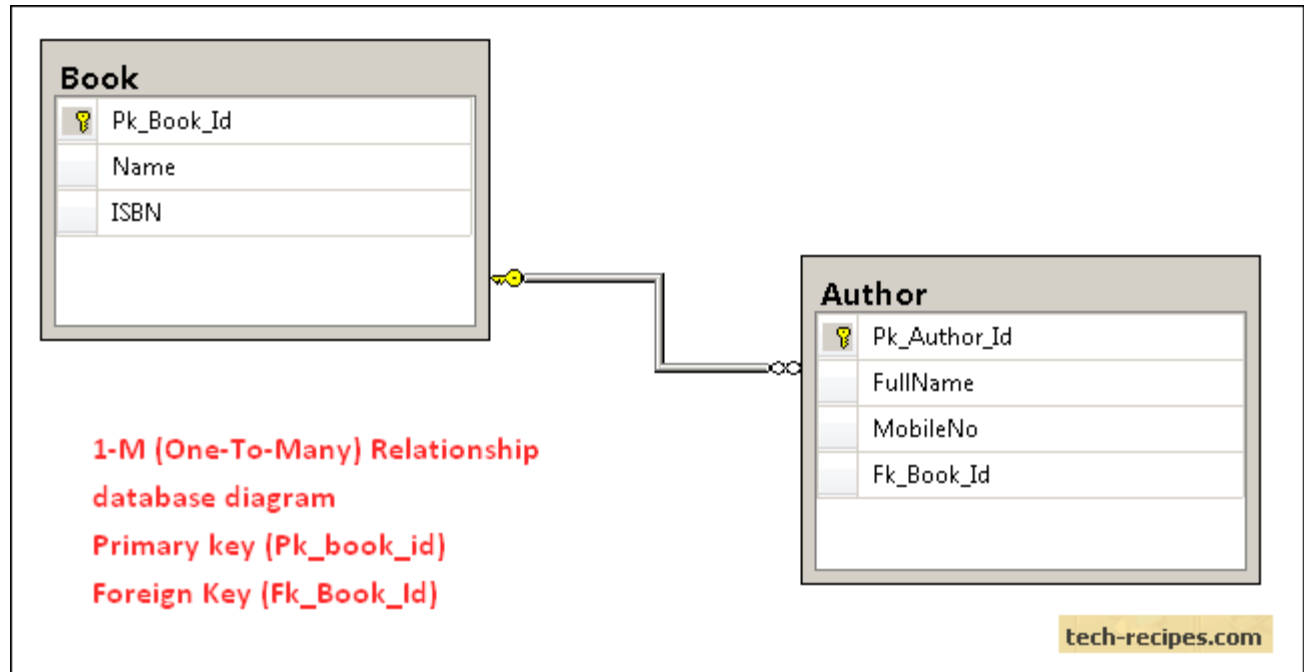 Book
Pk_Book_Id
Name
ISBN
Author
Pk_Author_Id
FullName
MobileNo
Fk_Book_Id
1-M (One-To-Many) Relationship
database diagram
Primary key (Pk_book_id)
Foreign Key (Fk_Book_Id)
tech-recipes.com